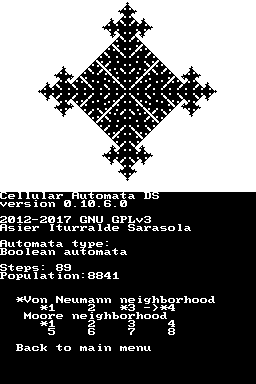 Cellular Automata DS
version 0.10.6.0
2012-2017 GNU GPLv3
Asier Iturralde Sarasola
Automata type:
Boolean automata
Steps: 89
Population:8841
*Von Neumann neighborhood
*1 2 *3 ->*4
Moore neighborhood
*1 2 3 4
5 6 7 8
Back to main menu